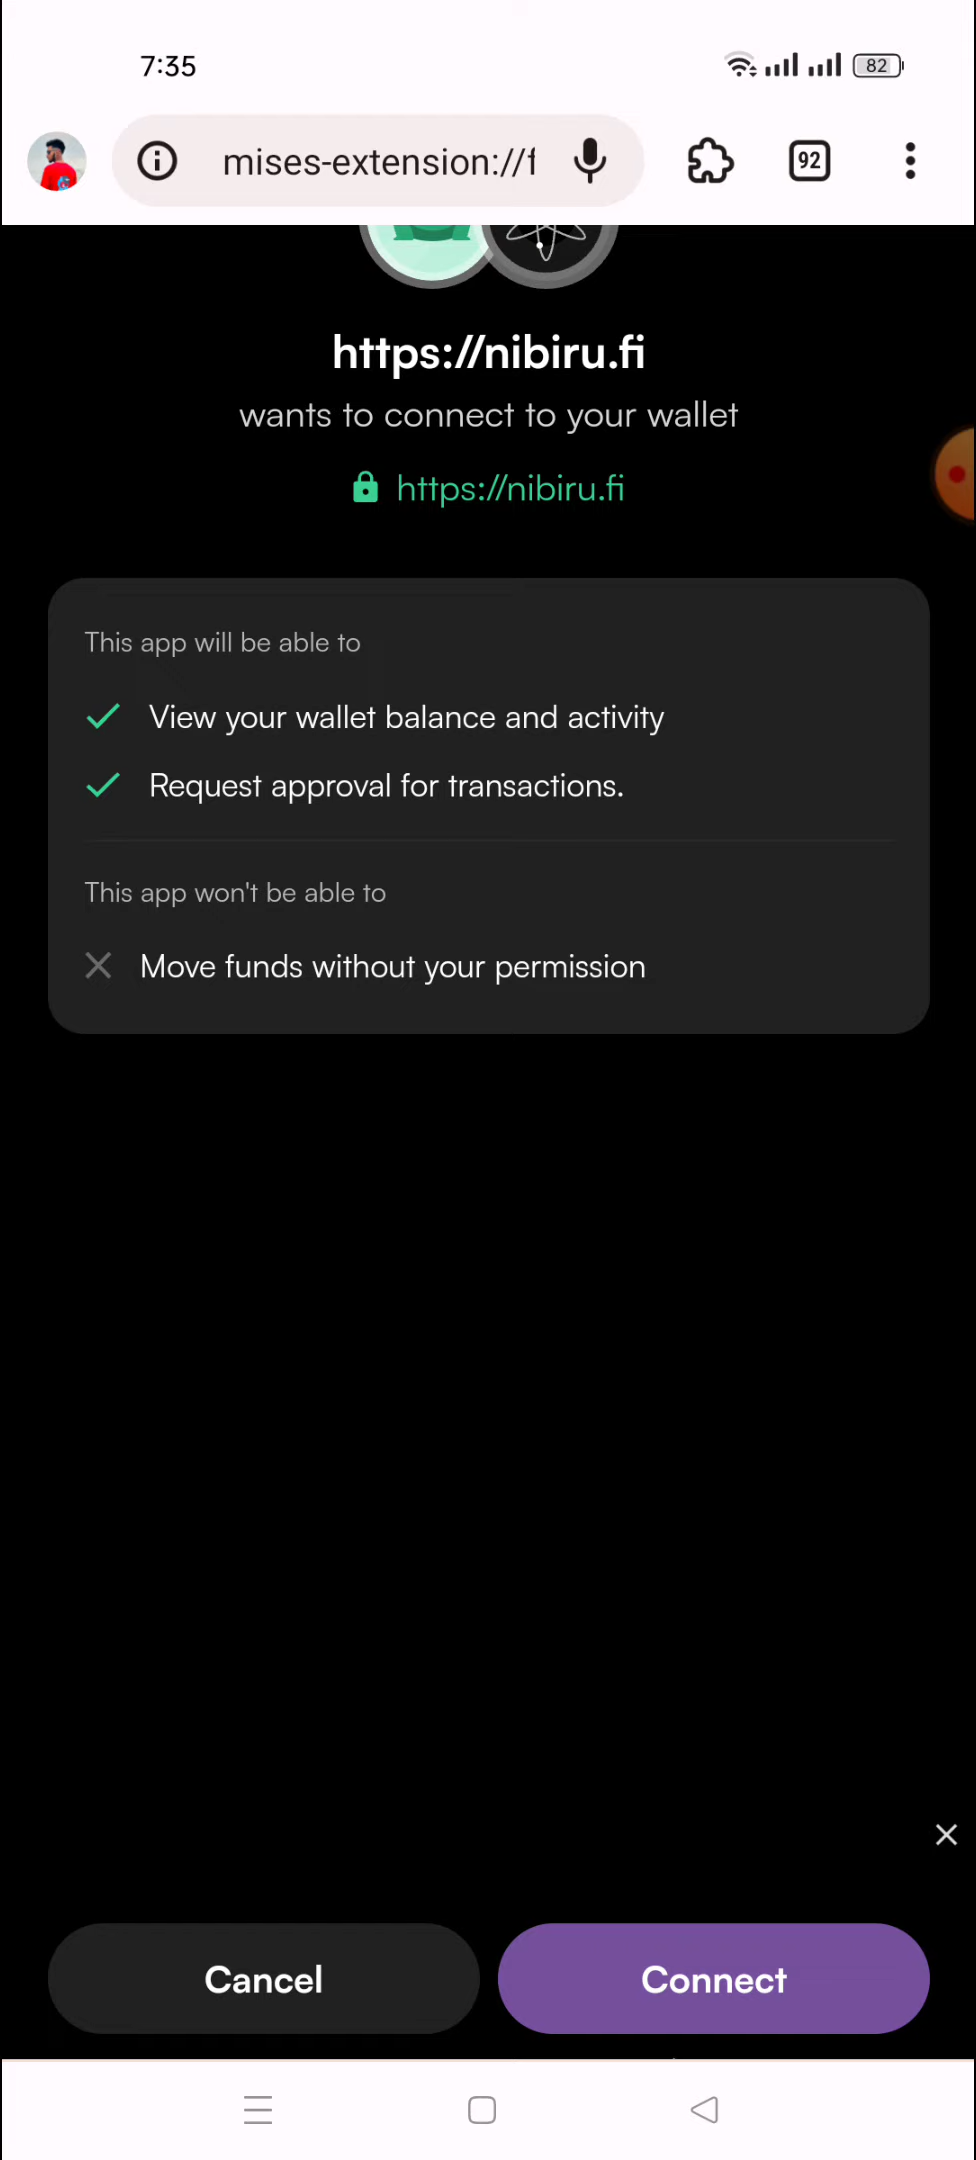 7:35
82
mises-extension://f
92
https://nibiru.fi
wants to connect to your wallet
https://nibiru.fi
This app will be able to
View your wallet balance and activity
Request approval for transactions.
This app won't be able to
Move funds without your permission
Cancel
Connect